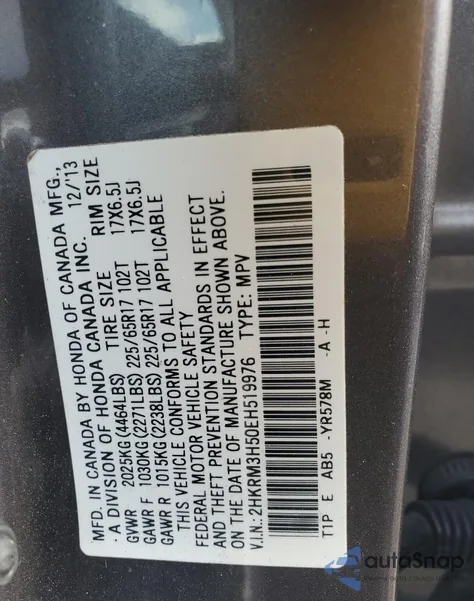 MFD. IN CANADA BY HONDA OF CANADA MFG.,
A DIVISION OF HONDA CANADA INC. 12/'13
TIRE SIZE RIM SIZE
GVWR 2025KG(4464LBS)
GAWR F 1030KG(2271LBS) 225/65R17 102T 17X6.5J
GAWR R 1015KG(2238LBS) 225/65R17 102T 17X6.5J
THIS VEHICLE CONFORMS TO ALL APPLICABLE
FEDERAL MOTOR VEHICLE SAFETY
AND THEFT PREVENTION STANDARDS IN EFFECT
ON THE DATE OF MANUFACTURE SHOWN ABOVE.
V.I.N.: 2HKRM3H50EH519976 TYPE: MPV
T1P E AB5 -YR578M -A -H
autoSnap